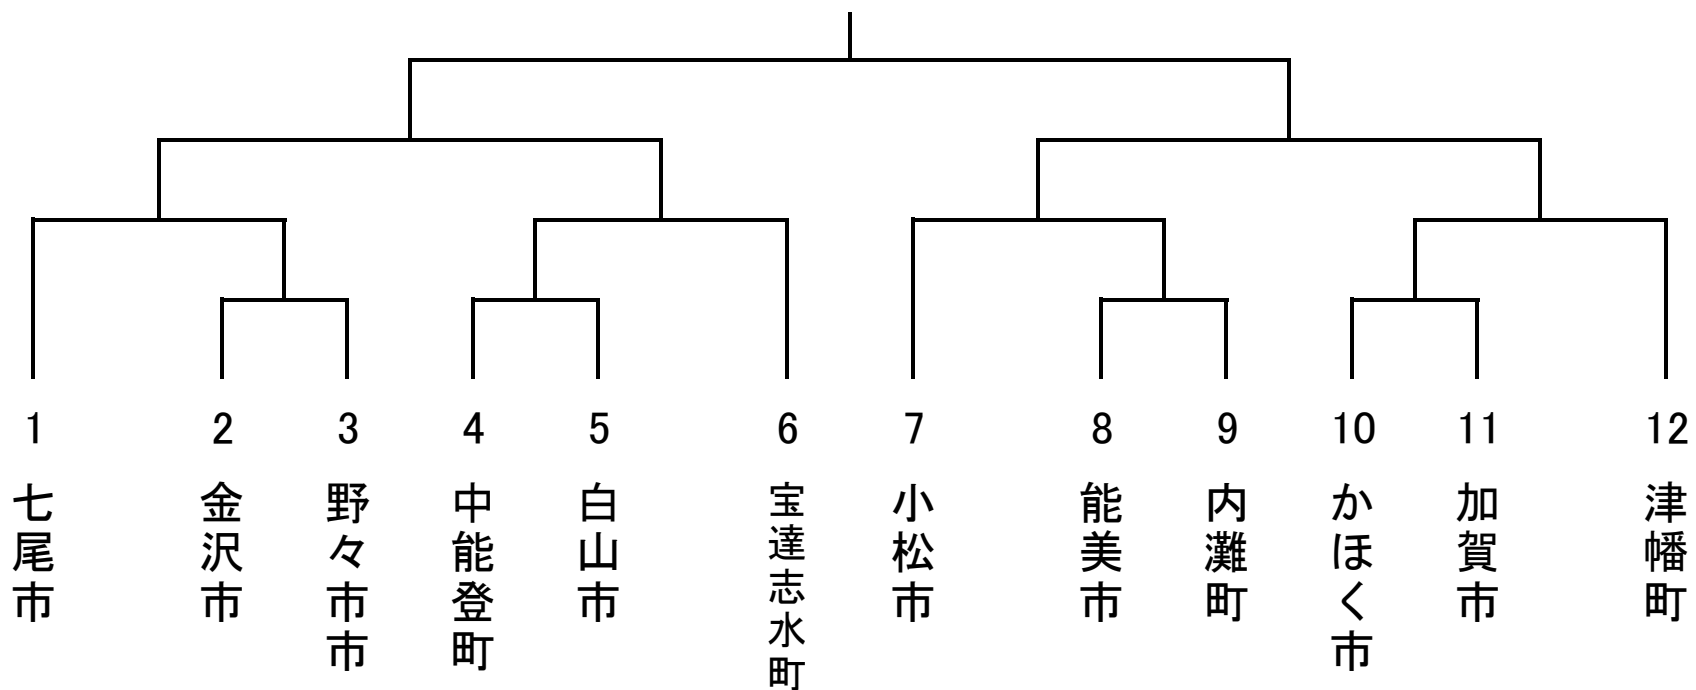 1 2 3 4 5 6 7 8 9 10 11 12
七尾市
金沢市
野々市市
中能登町
白山市
宝達志水町
小松市
能美市
内灘町
かほく市
加賀市
津幡町